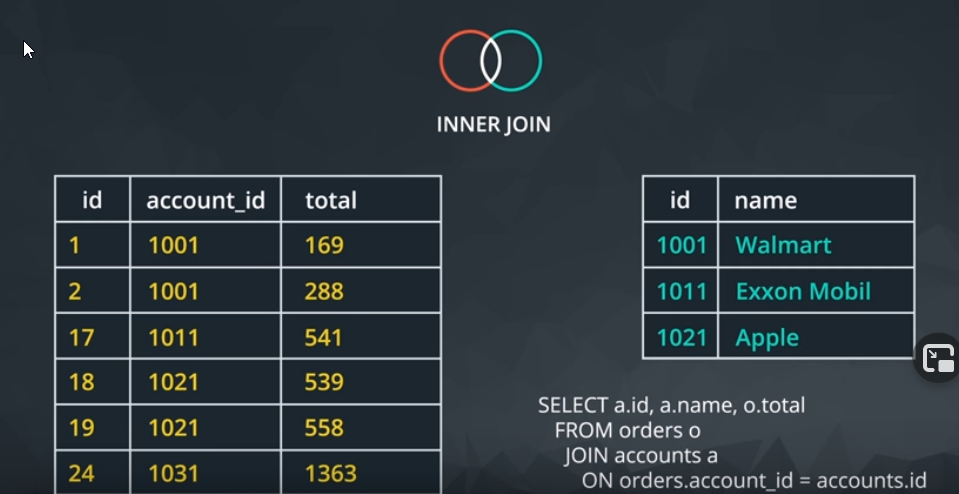 INNER JOIN
id account_id total
1 1001 169
2 1001 288
17 1011 541
18 1021 539
19 1021 558
24 1031 1363
id name
1001 Walmart
1011 Exxon Mobil
1021 Apple
SELECT a.id, a.name, o.total
FROM orders o
JOIN accounts a
ON orders.account_id = accounts.id